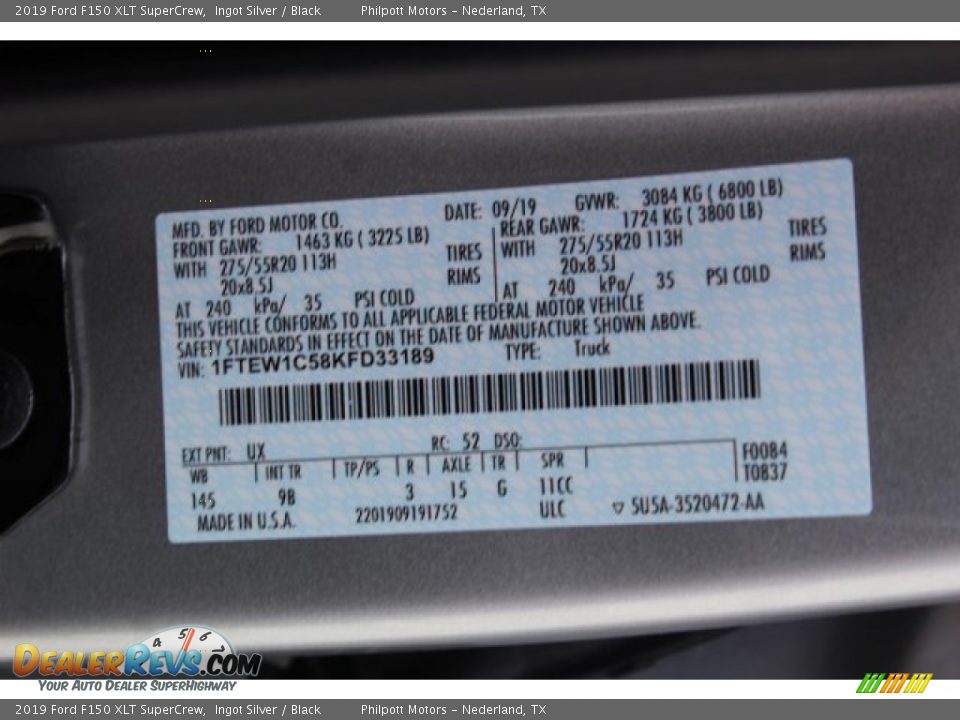 2019 Ford F150 XLT SuperCrew, Ingot Silver / Black Philpott Motors – Nederland, TX
MFD. BY FORD MOTOR CO. DATE: 09/19 GVWR: 3084 KG ( 6800 LB)
FRONT GAWR: 1463 KG ( 3225 LB) REAR GAWR: 1724 KG ( 3800 LB)
WITH 275/55R20 113H TIRES WITH 275/55R20 113H TIRES
20x8.5J RIMS 20x8.5J RIMS
AT 240 kPa/ 35 PSI COLD AT 240 kPa/ 35 PSI COLD
THIS VEHICLE CONFORMS TO ALL APPLICABLE FEDERAL MOTOR VEHICLE
SAFETY STANDARDS IN EFFECT ON THE DATE OF MANUFACTURE SHOWN ABOVE.
VIN: 1FTEW1C58KFD33189 TYPE: Truck
EXT PNT: UX RC: 52 DSO:
WB INT TR TP/PS R AXLE TR SPR F0084
145 9B 3 15 G 11CC T0837
MADE IN U.S.A. 2201909191752 ULC ▽ 5U5A-3520472-AA
4 5 6
DealerRevs.com
Your Auto Dealer SuperHighway
2019 Ford F150 XLT SuperCrew, Ingot Silver / Black Philpott Motors – Nederland, TX